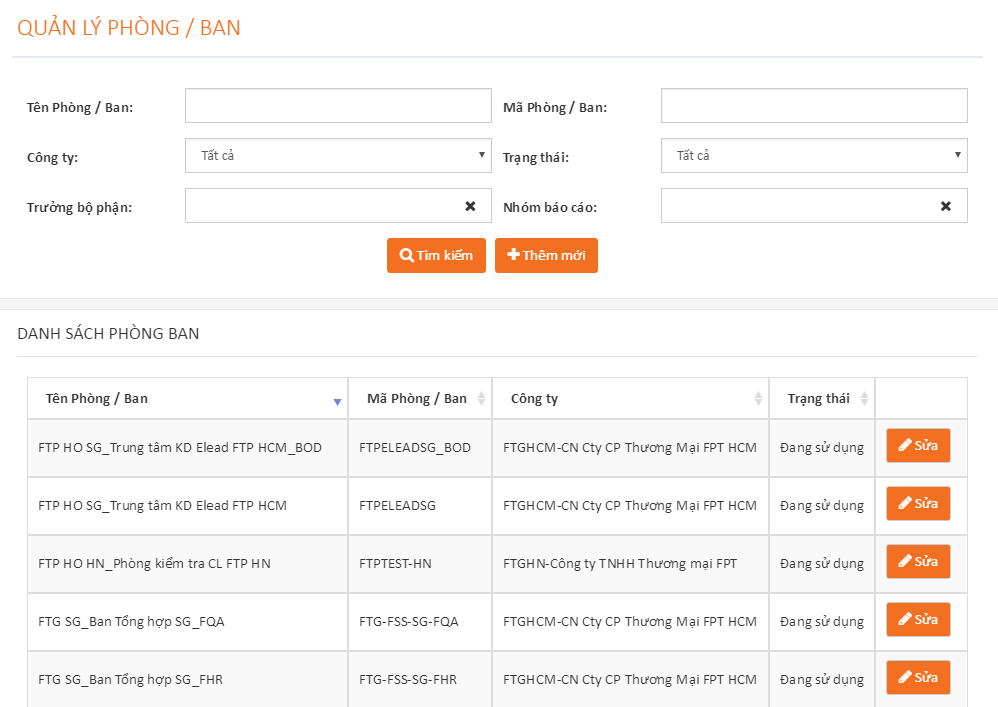 QUẢN LÝ PHÒNG / BAN
Tên Phòng / Ban: Mã Phòng / Ban:
Công ty: Tất cả Trạng thái: Tất cả
Trưởng bộ phận: Nhóm báo cáo:
Tìm kiếm Thêm mới
DANH SÁCH PHÒNG BAN
Tên Phòng / Ban Mã Phòng / Ban Công ty Trạng thái
FTP HO SG_Trung tâm KD Elead FTP HCM_BOD FTPELEADSG_BOD FTGHCM-CN Cty CP Thương Mại FPT HCM Đang sử dụng Sửa
FTP HO SG_Trung tâm KD Elead FTP HCM FTPELEADSG FTGHCM-CN Cty CP Thương Mại FPT HCM Đang sử dụng Sửa
FTP HO HN_Phòng kiểm tra CL FTP HN FTPTEST-HN FTGHN-Công ty TNHH Thương mại FPT Đang sử dụng Sửa
FTG SG_Ban Tổng hợp SG_FQA FTG-FSS-SG-FQA FTGHCM-CN Cty CP Thương Mại FPT HCM Đang sử dụng Sửa
FTG SG_Ban Tổng hợp SG_FHR FTG-FSS-SG-FHR FTGHCM-CN Cty CP Thương Mại FPT HCM Đang sử dụng Sửa